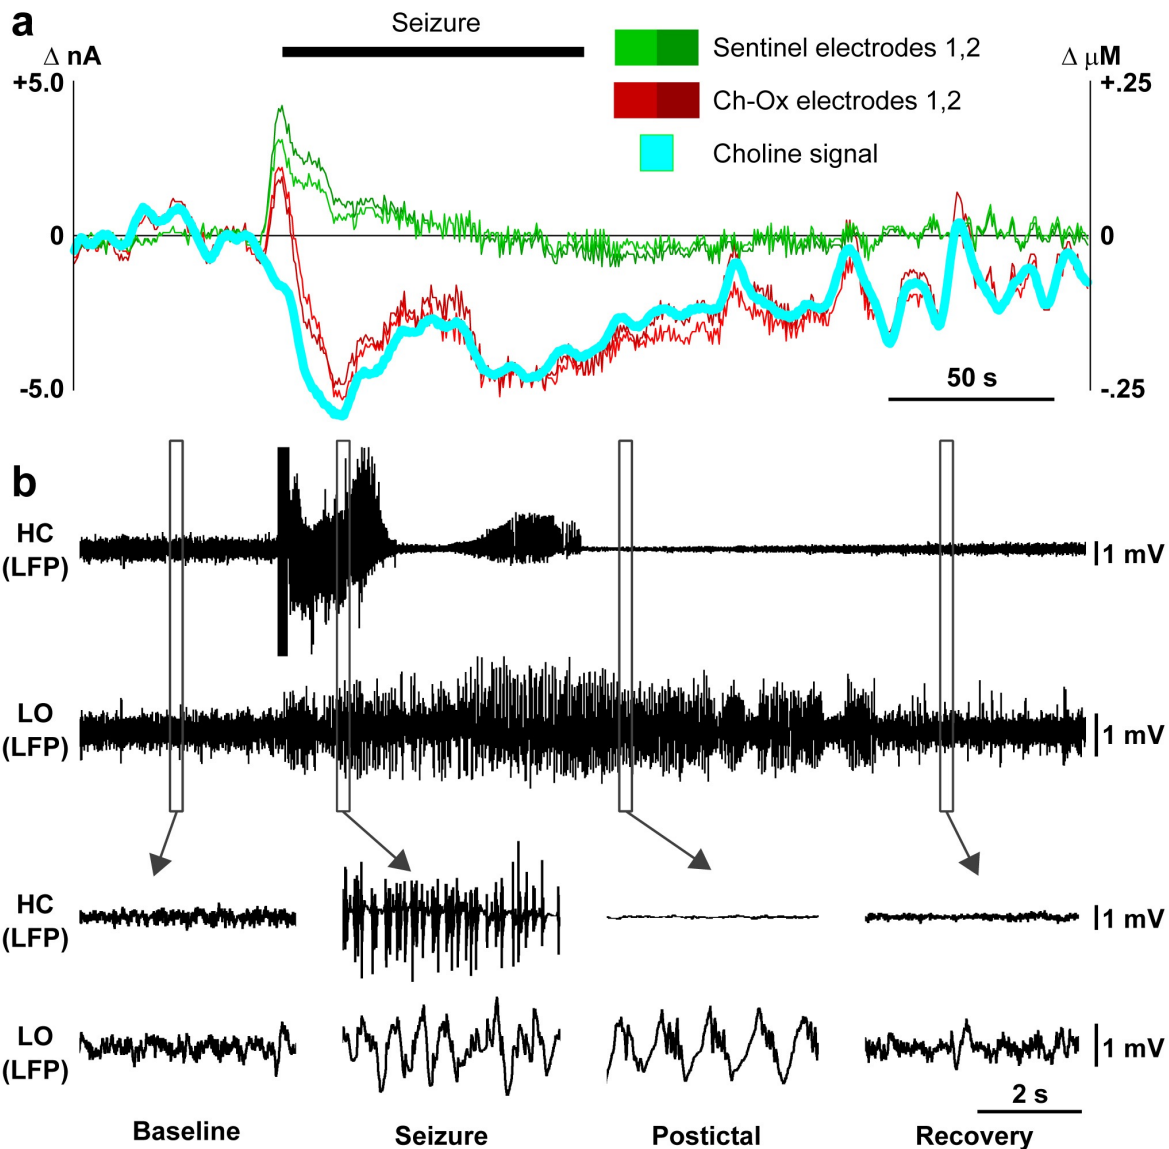 a
Seizure
Δ nA
Δ μM
+5.0
+.25
Sentinel electrodes 1,2
Ch-Ox electrodes 1,2
Choline signal
0
0
-5.0
-.25
50 s
b
HC
(LFP)
1 mV
LO
(LFP)
1 mV
HC
(LFP)
1 mV
LO
(LFP)
1 mV
2 s
Baseline
Seizure
Postictal
Recovery